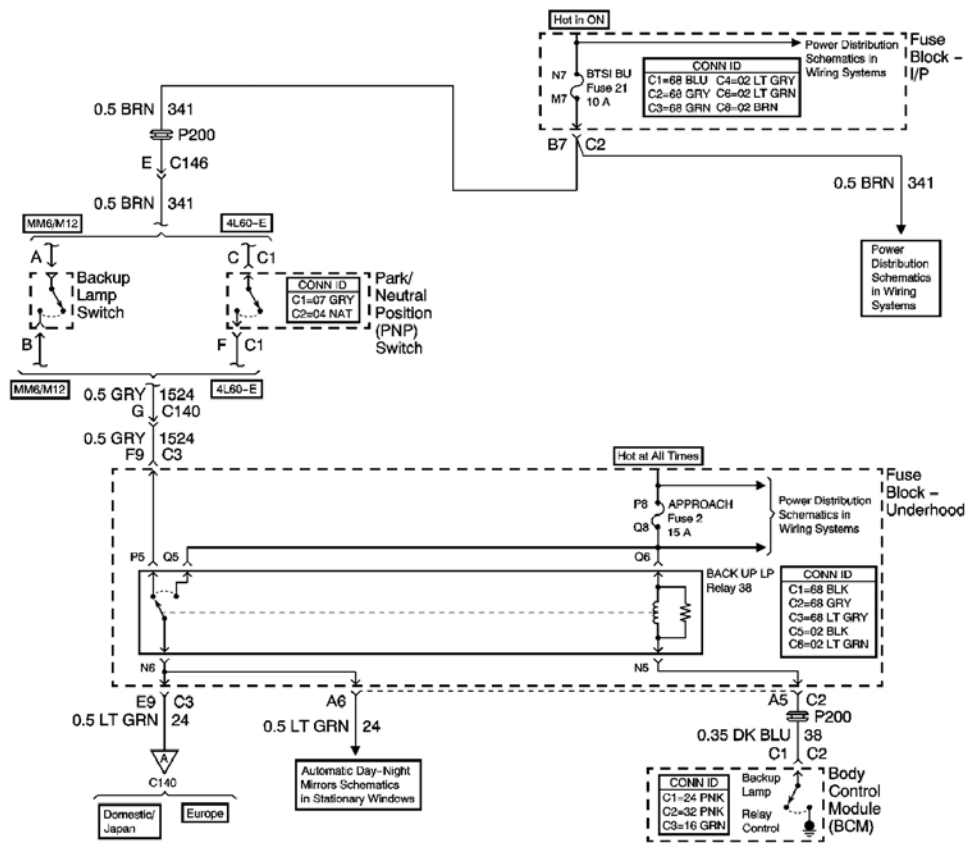 Hot in ON
Fuse
Block –
I/P
Power Distribution
Schematics in
Wiring Systems
N7
M7
BTSI BU
Fuse 21
10 A
CONN ID
C1=68 BLU C4=02 LT GRY
C2=68 GRY C6=02 LT GRN
C3=68 GRN C8=02 BRN
B7 C2
0.5 BRN 341
P200
E C146
0.5 BRN 341
0.5 BRN 341
Power
Distribution
Schematics
in Wiring
Systems
MM6/M12
4L60–E
A
C C1
Backup
Lamp
Switch
CONN ID
C1=07 GRY
C2=04 NAT
Park/
Neutral
Position
(PNP)
Switch
B
F C1
MM6/M12
4L60–E
0.5 GRY 1524
G C140
0.5 GRY 1524
F9 C3
Hot at All Times
Fuse
Block –
Underhood
P8
Q8
APPROACH
Fuse 2
15 A
Power Distribution
Schematics in
Wiring Systems
P5 Q5
Q6
BACK UP LP
Relay 38
CONN ID
C1=68 BLK
C2=68 GRY
C3=68 LT GRY
C5=02 BLK
C6=02 LT GRN
N6
N5
E9 C3
A6
A5 C2
P200
0.5 LT GRN 24
0.5 LT GRN 24
0.35 DK BLU 38
C1 C2
A
C140
Domestic/
Japan
Europe
Automatic Day–Night
Mirrors Schematics
in Stationary Windows
CONN ID
C1=24 PNK
C2=32 PNK
C3=16 GRN
Backup
Lamp
Relay
Control
Body
Control
Module
(BCM)